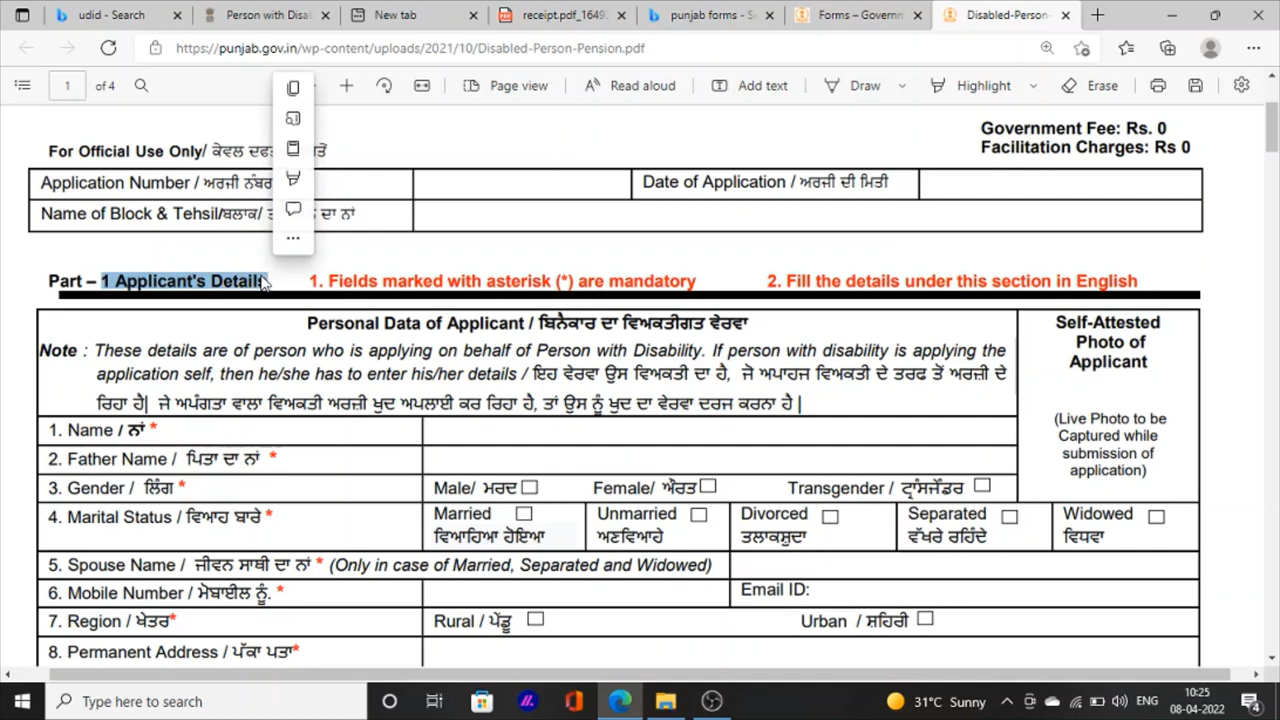 udid - Search
Person with Disa
New tab
receipt.pdf_1649
punjab forms - S
Forms – Governm
Disabled-Person-
https://punjab.gov.in/wp-content/uploads/2021/10/Disabled-Person-Pension.pdf
1 of 4
Page view
Read aloud
Add text
Draw
Highlight
Erase
Government Fee: Rs. 0
Facilitation Charges: Rs 0
For Official Use Only/ ਕੇਵਲ
Application Number / ਅਰਜੀ ਨੰਬਰ
Date of Application / ਅਰਜੀ ਦੀ ਮਿਤੀ
Name of Block & Tehsil/ਬਲਾਕ/ ਦਾ ਨਾਂ
Part – 1 Applicant's Details
1. Fields marked with asterisk (*) are mandatory
2. Fill the details under this section in English
Personal Data of Applicant / ਬਿਨੈਕਾਰ ਦਾ ਵਿਅਕਤੀਗਤ ਵੇਰਵਾ
Note : These details are of person who is applying on behalf of Person with Disability. If person with disability is applying the
application self, then he/she has to enter his/her details / ਇਹ ਵੇਰਵਾ ਉਸ ਵਿਅਕਤੀ ਦਾ ਹੈ, ਜੋ ਅਪਾਹਜ ਵਿਅਕਤੀ ਦੇ ਤਰਫ ਤੋਂ ਅਰਜ਼ੀ ਦੇ
ਰਿਹਾ ਹੈ| ਜੇ ਅਪੰਗਤਾ ਵਾਲਾ ਵਿਅਕਤੀ ਅਰਜ਼ੀ ਖੁਦ ਅਪਲਾਈ ਕਰ ਰਿਹਾ ਹੈ, ਤਾਂ ਉਸ ਨੂੰ ਖੁਦ ਦਾ ਵੇਰਵਾ ਦਰਜ ਕਰਨਾ ਹੈ |
Self-Attested
Photo of
Applicant
(Live Photo to be
Captured while
submission of
application)
1. Name / ਨਾਂ *
2. Father Name / ਪਿਤਾ ਦਾ ਨਾਂ *
3. Gender / ਲਿੰਗ *
Male/ ਮਰਦ
Female/ ਔਰਤ
Transgender / ਟ੍ਰਾਂਸਜੇਂਡਰ
4. Marital Status / ਵਿਆਹ ਬਾਰੇ *
Married
ਵਿਆਹਿਆ ਹੋਇਆ
Unmarried
ਅਣਵਿਆਹੇ
Divorced
ਤਲਾਕਸ਼ੁਦਾ
Separated
ਵੱਖਰੇ ਰਹਿੰਦੇ
Widowed
ਵਿਧਵਾ
5. Spouse Name / ਜੀਵਨ ਸਾਥੀ ਦਾ ਨਾਂ * (Only in case of Married, Separated and Widowed)
6. Mobile Number / ਮੋਬਾਈਲ ਨੂੰ. *
Email ID:
7. Region / ਖੇਤਰ*
Rural / ਪੇਂਡੂ
Urban / ਸ਼ਹਿਰੀ
8. Permanent Address / ਪੱਕਾ ਪਤਾ*
Type here to search
31°C Sunny
ENG
10:25
08-04-2022
4